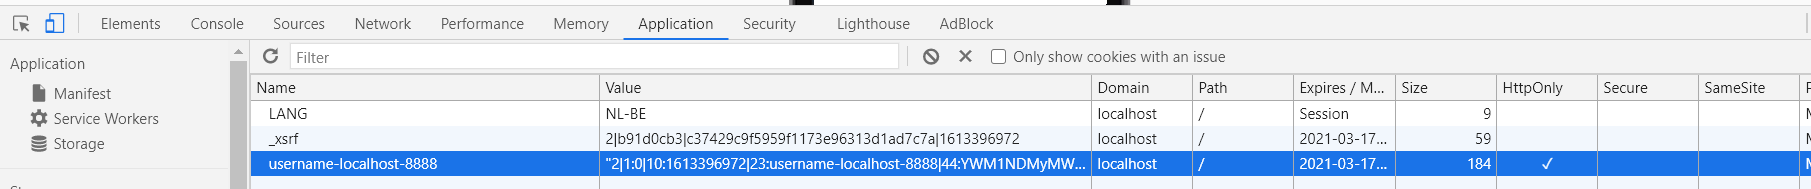 Elements Console Sources Network Performance Memory Application Security Lighthouse AdBlock
Application
Manifest
Service Workers
Storage
Filter
Only show cookies with an issue
Name Value Domain Path Expires / M... Size HttpOnly Secure SameSite
LANG NL-BE localhost / Session 9
_xsrf 2|b91d0cb3|c37429c9f5959f1173e96313d1ad7c7a|1613396972 localhost / 2021-03-17... 59
username-localhost-8888 "2|1:0|10:1613396972|23:username-localhost-8888|44:YWM1NDMyMW... localhost / 2021-03-17... 184 ✓